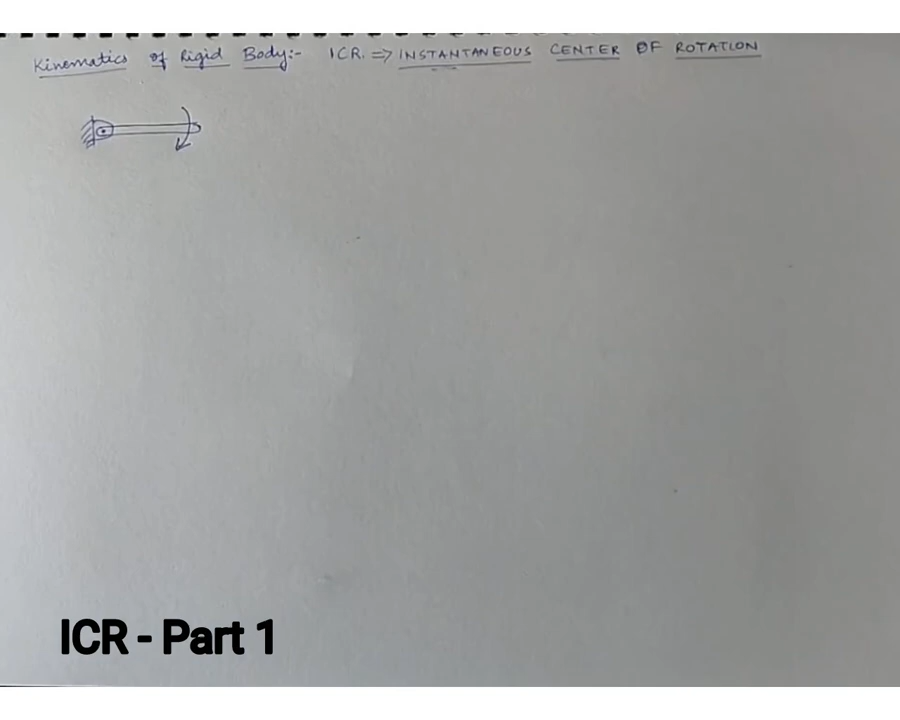 Kinematics of Rigid Body:- ICR. => INSTANTANEOUS CENTER OF ROTATION
ICR - Part 1